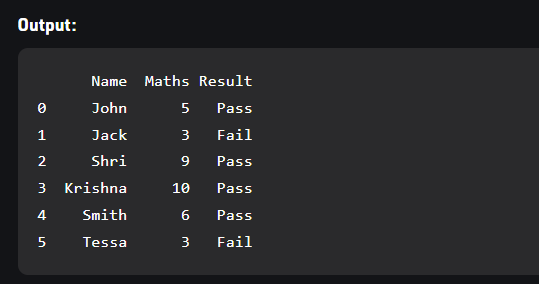 Output:
Name Maths Result
0 John 5 Pass
1 Jack 3 Fail
2 Shri 9 Pass
3 Krishna 10 Pass
4 Smith 6 Pass
5 Tessa 3 Fail